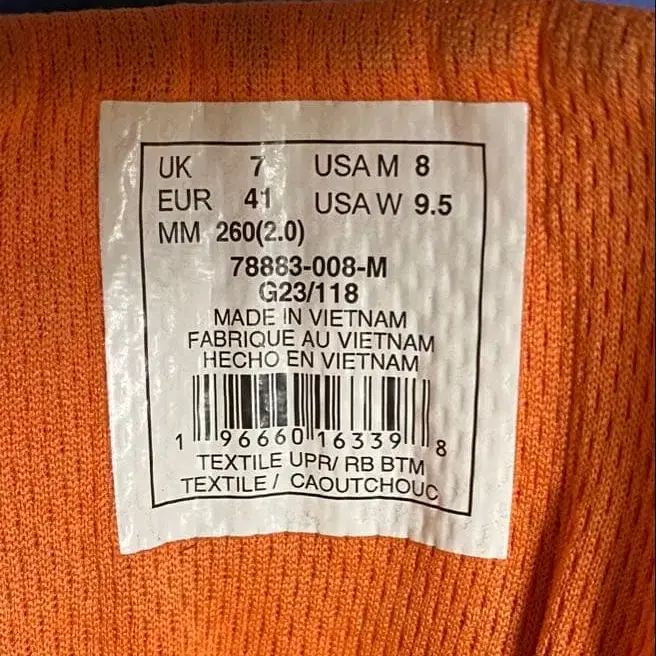 UK 7 USA M 8
EUR 41 USA W 9.5
MM 260(2.0)
78883-008-M
G23/118
MADE IN VIETNAM
FABRIQUE AU VIETNAM
HECHO EN VIETNAM
1 96660 16339 8
TEXTILE UPR/ RB BTM
TEXTILE / CAOUTCHOUC